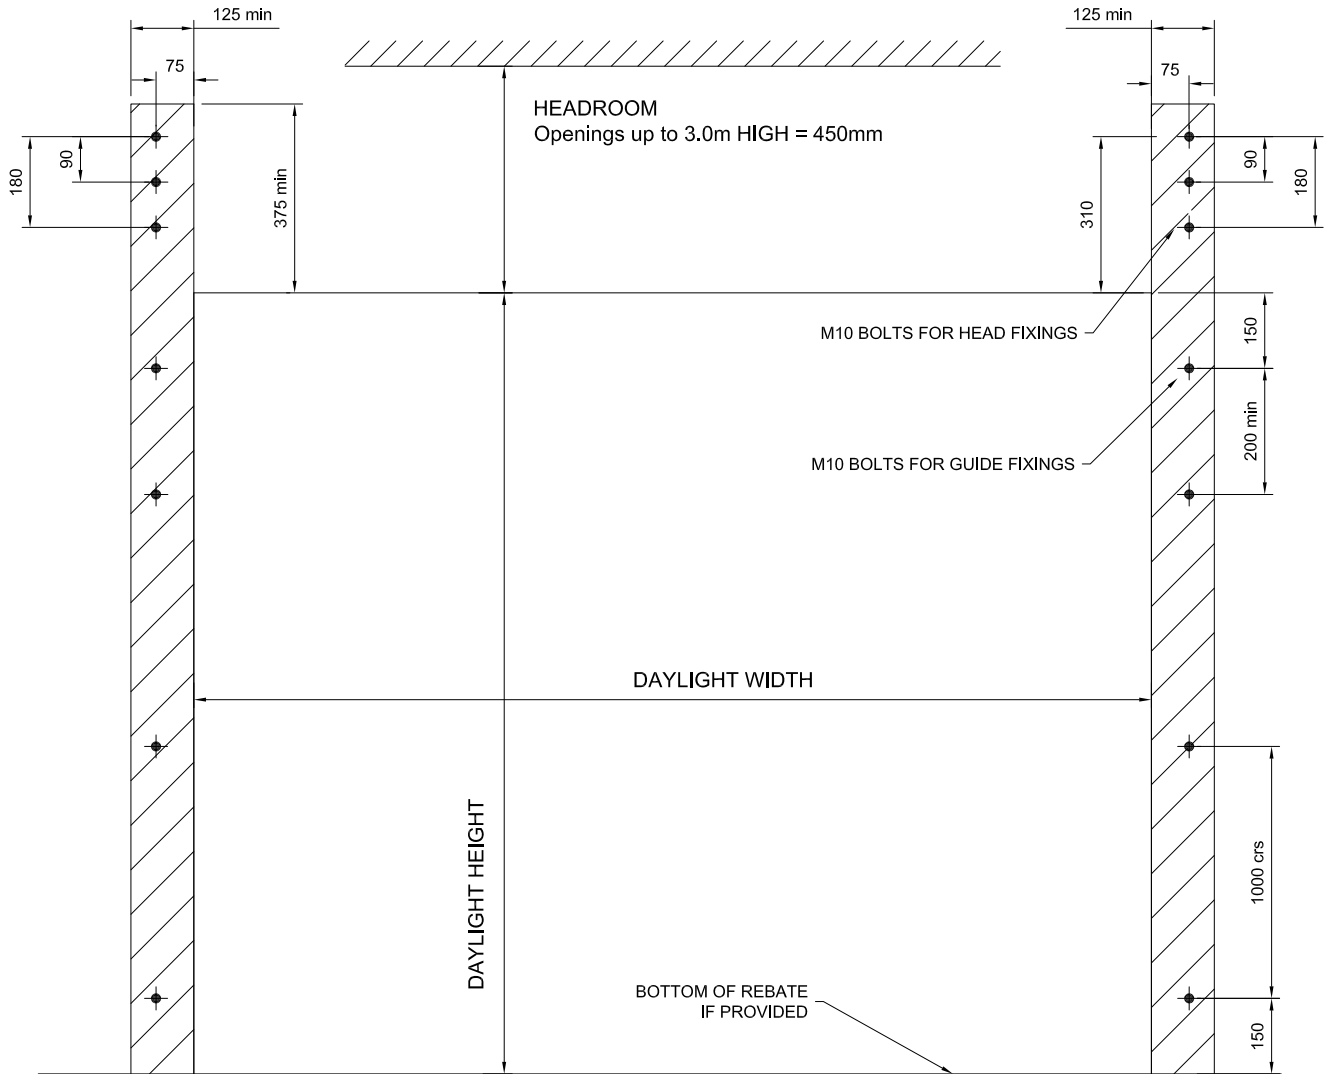 125 min
125 min
75
75
HEADROOM
Openings up to 3.0m HIGH = 450mm
180
90
375 min
310
90
180
M10 BOLTS FOR HEAD FIXINGS
150
200 min
M10 BOLTS FOR GUIDE FIXINGS
DAYLIGHT WIDTH
DAYLIGHT HEIGHT
1000 crs
BOTTOM OF REBATE
IF PROVIDED
150